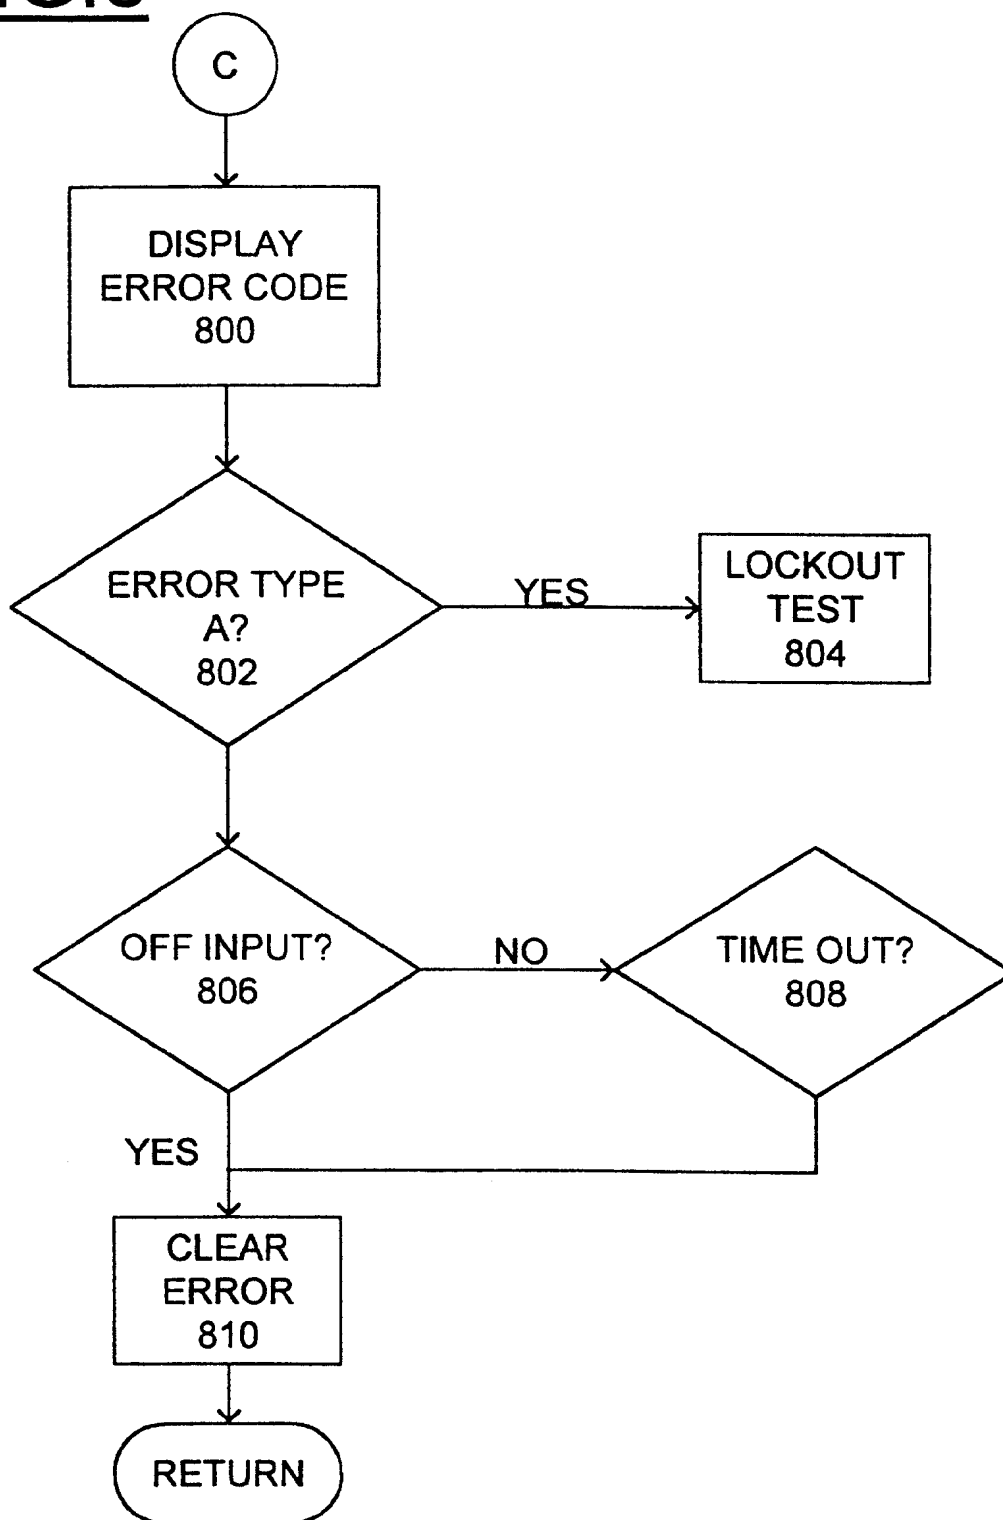 C
DISPLAY
ERROR CODE
800
ERROR TYPE
A?
802
YES
LOCKOUT
TEST
804
OFF INPUT?
806
NO
TIME OUT?
808
YES
CLEAR
ERROR
810
RETURN